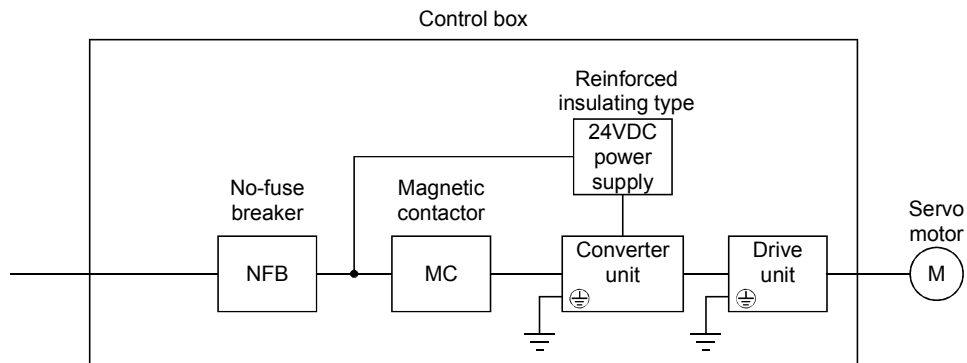 Control box
Reinforced
insulating type
24VDC
power
supply
No-fuse
breaker
Magnetic
contactor
Servo
motor
NFB
MC
Converter
unit
Drive
unit
M